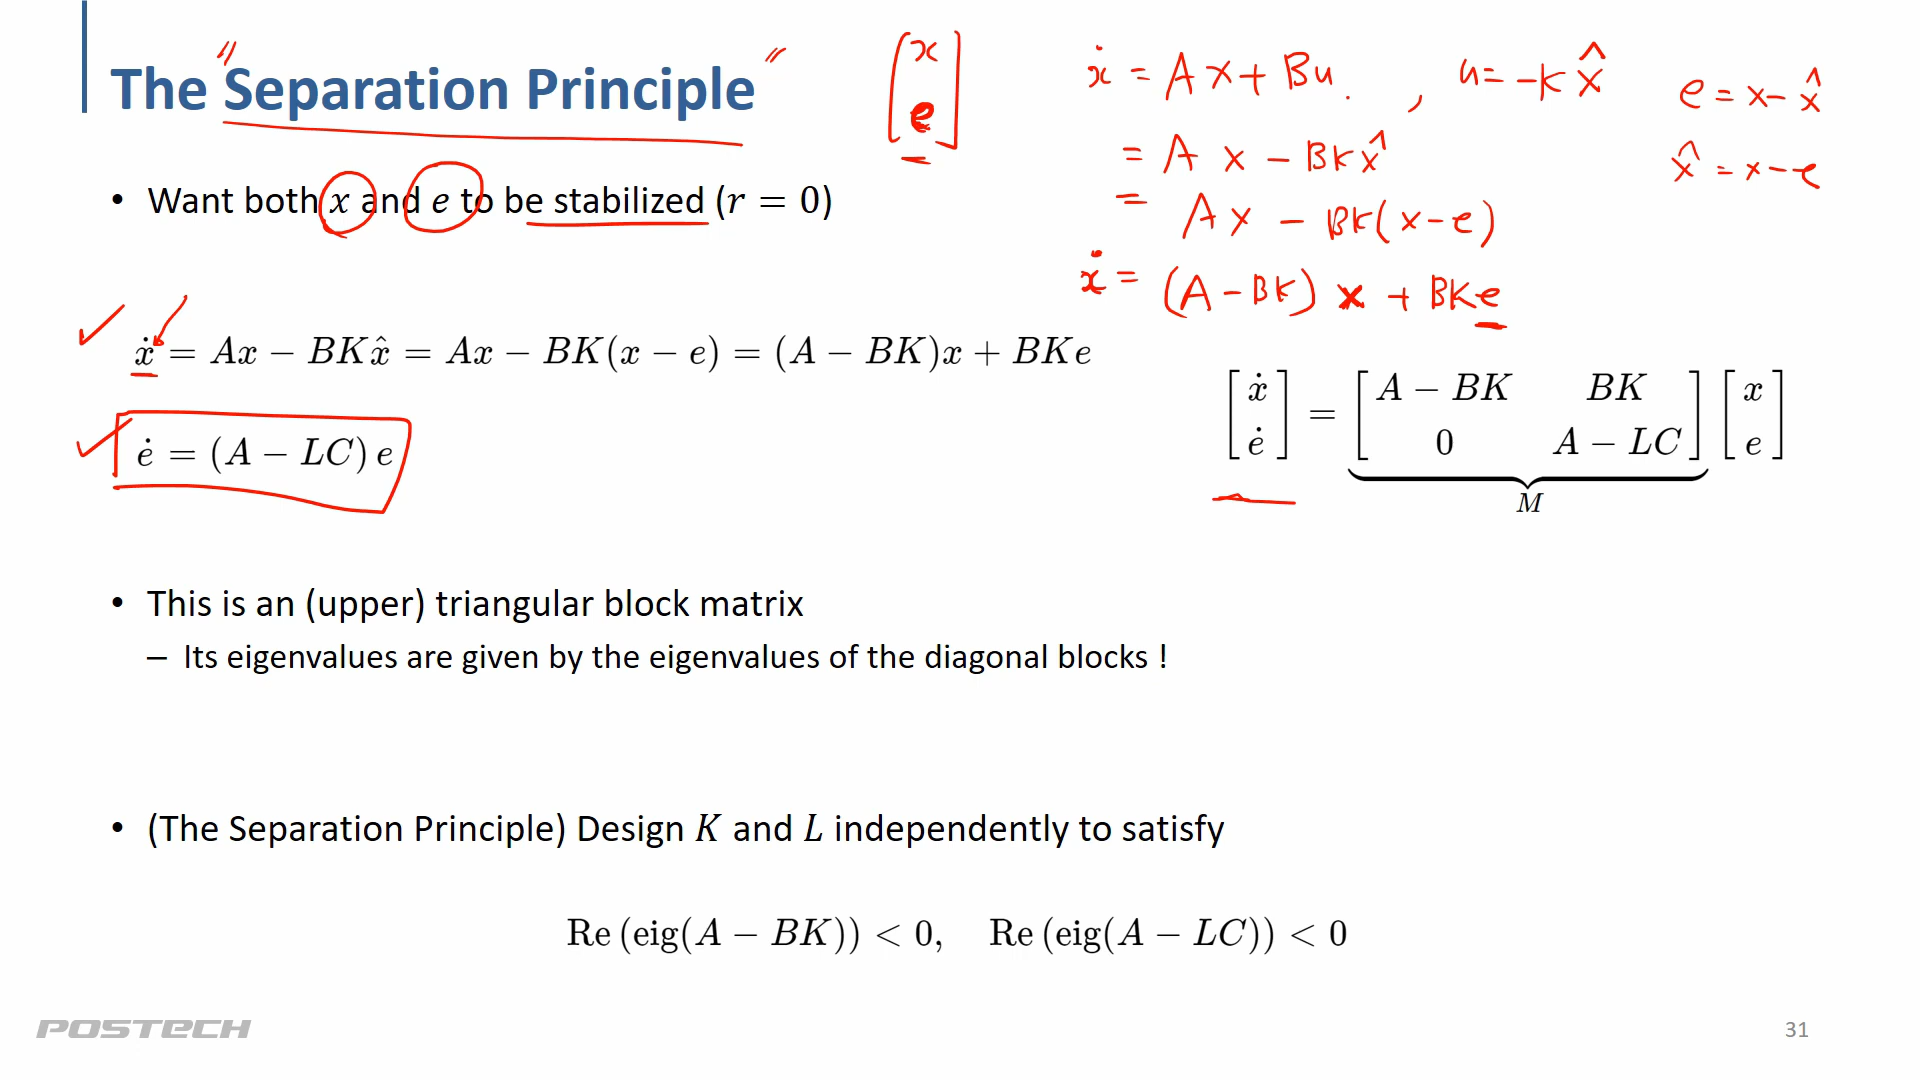 The "Separation Principle"
[x e]
ẋ = Ax + Bu. , u = -Kx̂
e = x - x̂
= Ax - BKx̂
x̂ = x - e
= Ax - BK(x-e)
ẋ = (A-BK) x + BKe
• Want both x and e to be stabilized (r = 0)
ẋ = Ax − BKx̂ = Ax − BK(x − e) = (A − BK)x + BKe
ė = (A − LC) e
[ẋ ė] = [A − BK BK 0 A − LC] [x e]
M
• This is an (upper) triangular block matrix
– Its eigenvalues are given by the eigenvalues of the diagonal blocks !
• (The Separation Principle) Design K and L independently to satisfy
Re (eig(A − BK)) < 0, Re (eig(A − LC)) < 0
POSTECH
31